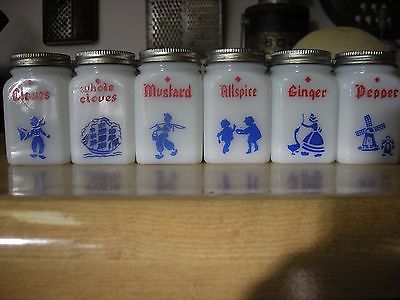 Cloves
whole
cloves
Mustard
Allspice
Ginger
Pepper